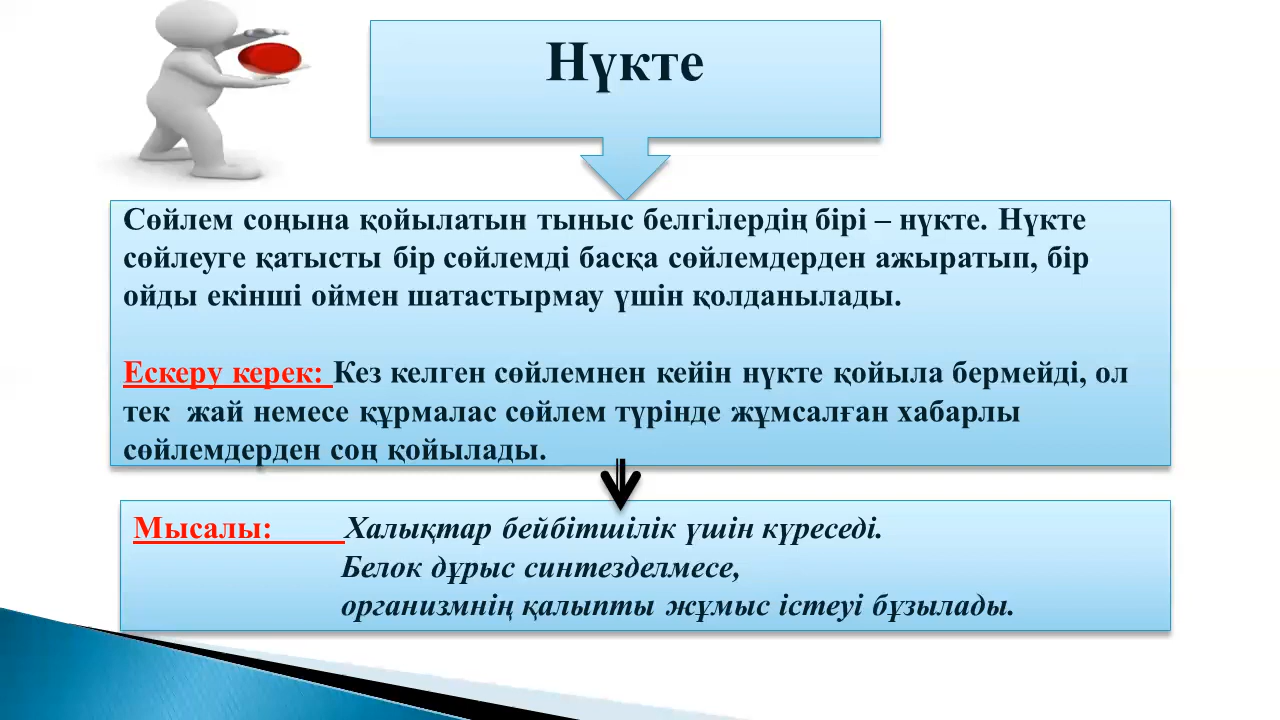 Нүкте
Сөйлем соңына қойылатын тыныс белгілердің бірі – нүкте. Нүкте
сөйлеуге қатысты бір сөйлемді басқа сөйлемдерден ажыратып, бір
ойды екінші оймен шатастырмау үшін қолданылады.
Ескеру керек: Кез келген сөйлемнен кейін нүкте қойыла бермейді, ол
тек жай немесе құрмалас сөйлем түрінде жұмсалған хабарлы
сөйлемдерден соң қойылады.
Мысалы: Халықтар бейбітшілік үшін күреседі.
Белок дұрыс синтезделмесе,
организмнің қалыпты жұмыс істеуі бұзылады.